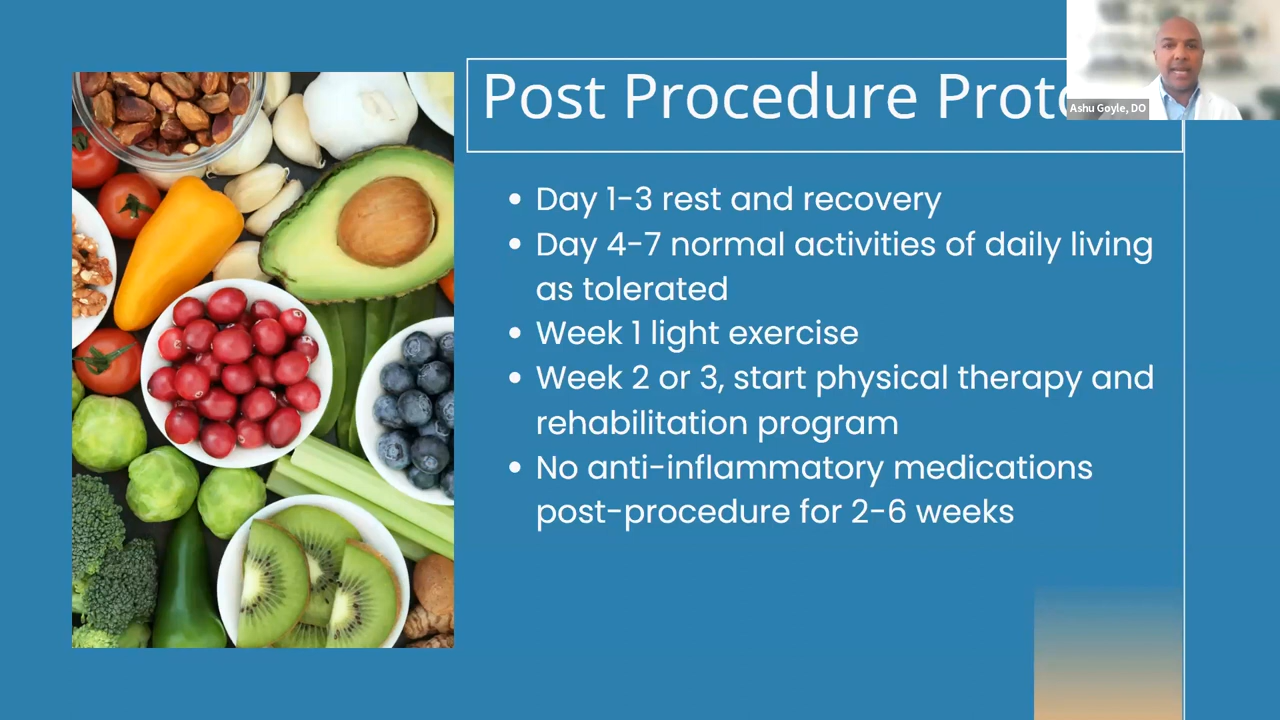 Post Procedure Proto
Ashu Goyle, DO
• Day 1-3 rest and recovery
• Day 4-7 normal activities of daily living
as tolerated
• Week 1 light exercise
• Week 2 or 3, start physical therapy and
rehabilitation program
• No anti-inflammatory medications
post-procedure for 2-6 weeks